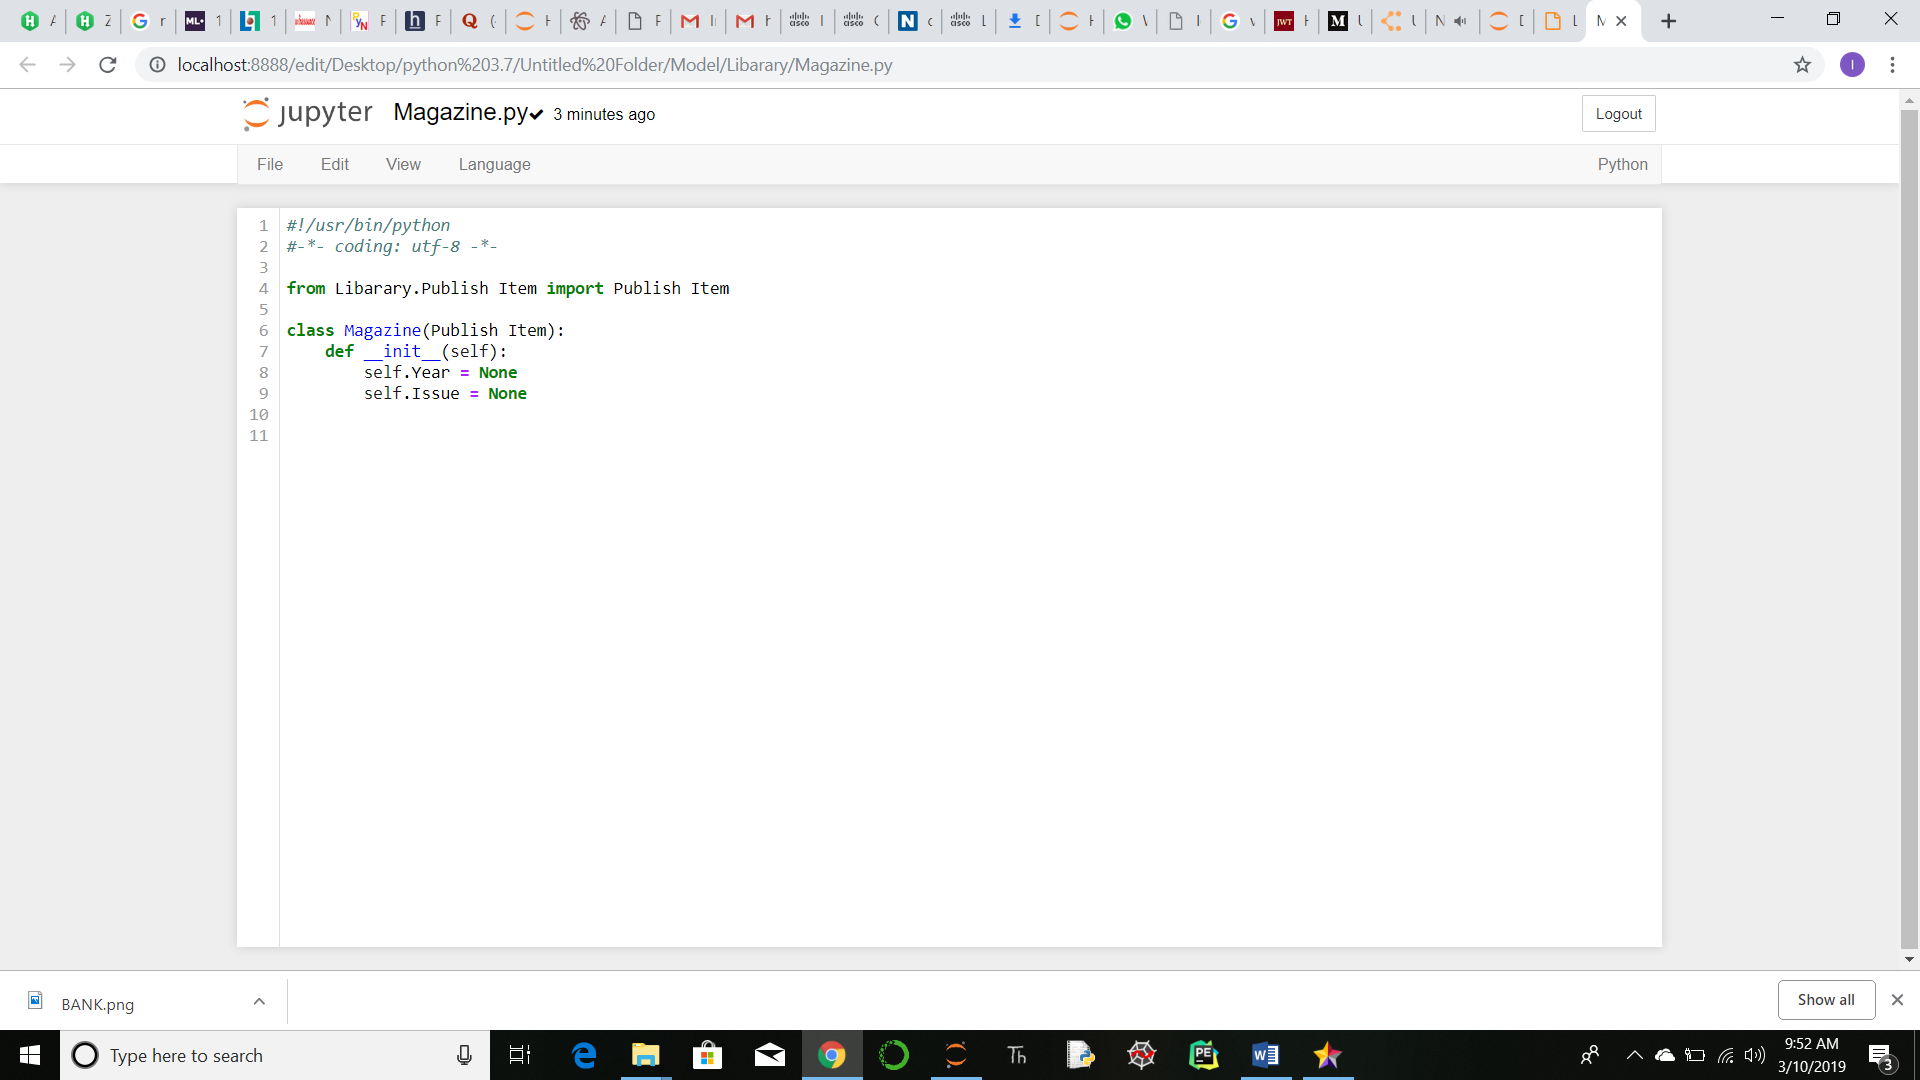 localhost:8888/edit/Desktop/python%203.7/Untitled%20Folder/Model/Libarary/Magazine.py
jupyter Magazine.py 3 minutes ago Logout
File Edit View Language Python
1 #!/usr/bin/python
2 #-*- coding: utf-8 -*-
3
4 from Libarary.Publish Item import Publish Item
5
6 class Magazine(Publish Item):
7 def __init__(self):
8 self.Year = None
9 self.Issue = None
10
11
BANK.png Show all
Type here to search
9:52 AM
3/10/2019
3